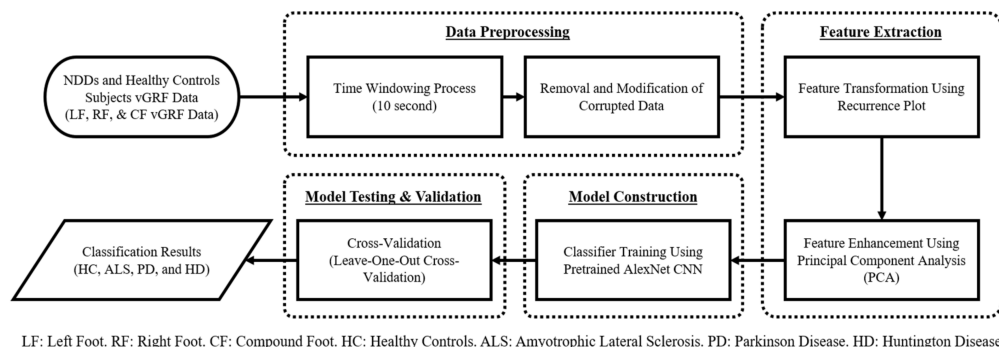 NDDs and Healthy Controls
Subjects vGRF Data
(LF, RF, & CF vGRF Data)
Data Preprocessing
Time Windowing Process
(10 second)
Removal and Modification of
Corrupted Data
Feature Extraction
Feature Transformation Using
Recurrence Plot
Feature Enhancement Using
Principal Component Analysis
(PCA)
Model Construction
Classifier Training Using
Pretrained AlexNet CNN
Model Testing & Validation
Cross-Validation
(Leave-One-Out Cross-
Validation)
Classification Results
(HC, ALS, PD, and HD)
LF: Left Foot. RF: Right Foot. CF: Compound Foot. HC: Healthy Controls. ALS: Amyotrophic Lateral Sclerosis. PD: Parkinson Disease. HD: Huntington Disease